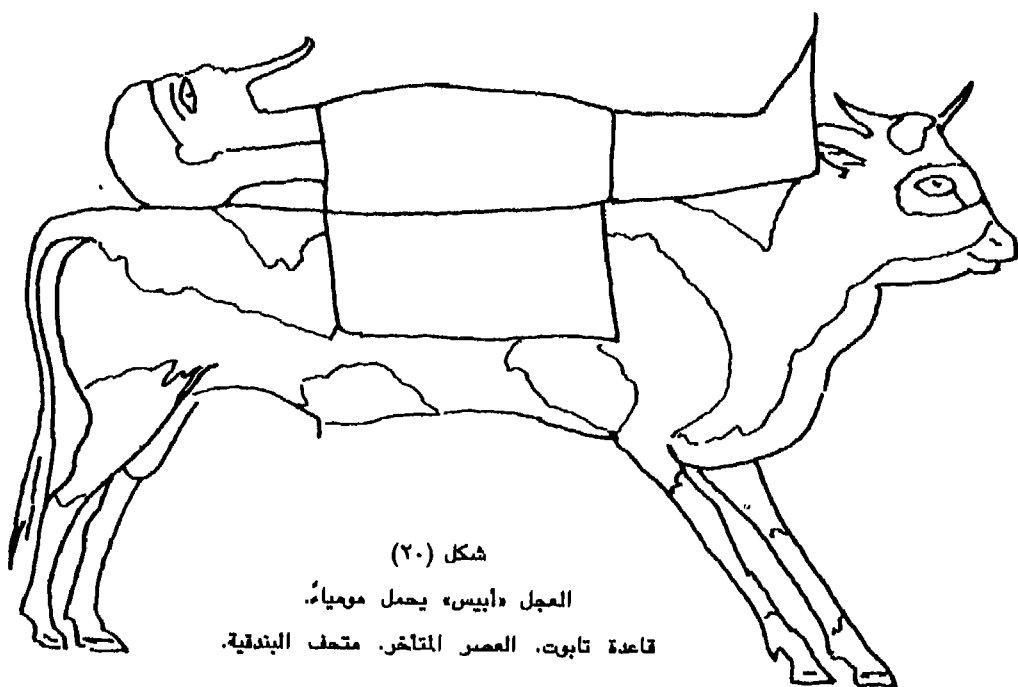 شكل (٢٠)
العجل «أبيس» يحمل مومياءً.
قاعدة تابوت. العصر المتأخر. متحف البندقية.